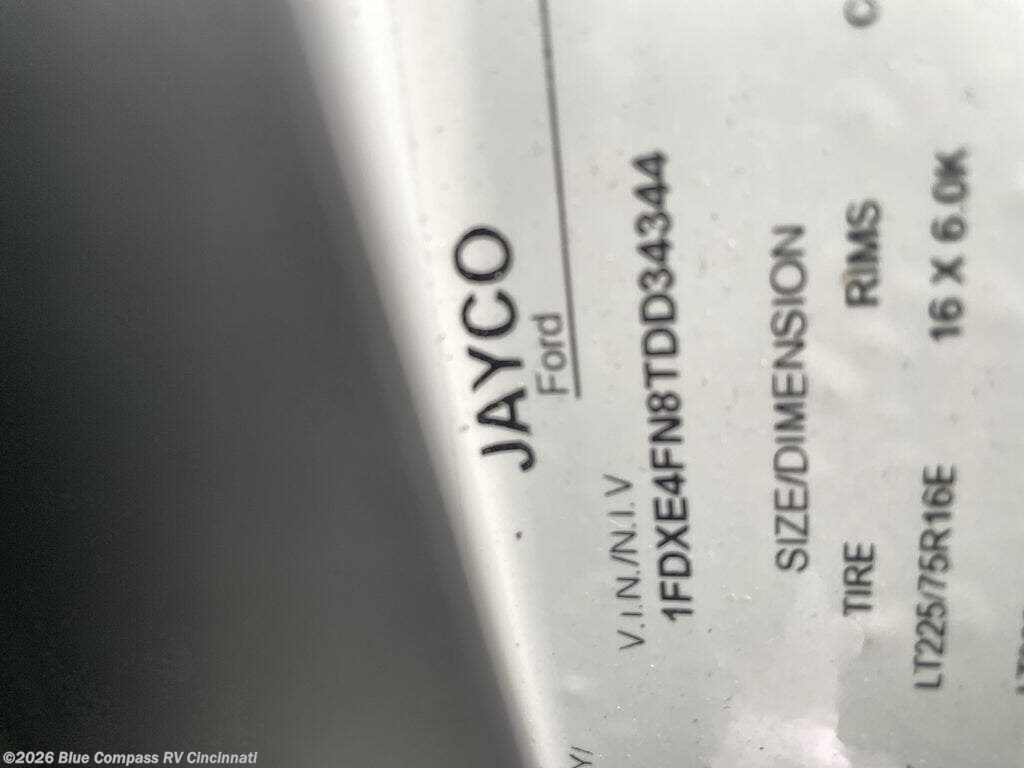 JAYCO
Ford
V.I.N./N.I.V
1FDXE4FN8TDD34344
SIZE/DIMENSION
TIRE RIMS
LT225/75R16E 16 X 6.0K
©2026 Blue Compass RV Cincinnati